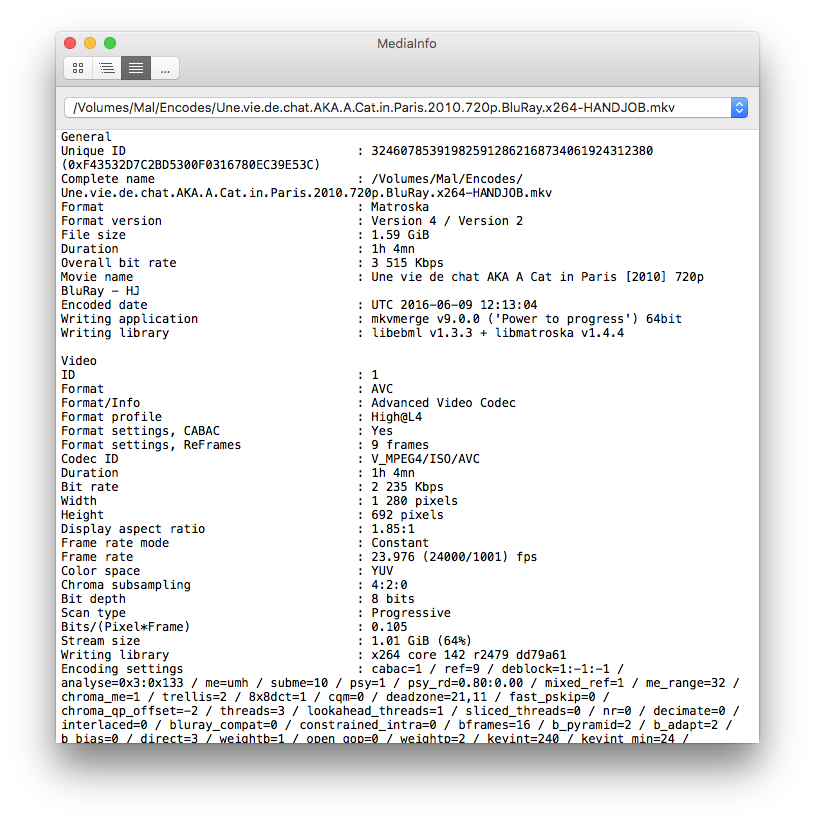 MediaInfo
...
/Volumes/Mal/Encodes/Une.vie.de.chat.AKA.A.Cat.in.Paris.2010.720p.BluRay.x264-HANDJOB.mkv
General
Unique ID : 324607853919825912862168734061924312380
(0xF43532D7C2BD5300F0316780EC39E53C)
Complete name : /Volumes/Mal/Encodes/
Une.vie.de.chat.AKA.A.Cat.in.Paris.2010.720p.BluRay.x264-HANDJOB.mkv
Format : Matroska
Format version : Version 4 / Version 2
File size : 1.59 GiB
Duration : 1h 4mn
Overall bit rate : 3 515 Kbps
Movie name : Une vie de chat AKA A Cat in Paris [2010] 720p
BluRay - HJ
Encoded date : UTC 2016-06-09 12:13:04
Writing application : mkvmerge v9.0.0 ('Power to progress') 64bit
Writing library : libebml v1.3.3 + libmatroska v1.4.4
Video
ID : 1
Format : AVC
Format/Info : Advanced Video Codec
Format profile : High@L4
Format settings, CABAC : Yes
Format settings, ReFrames : 9 frames
Codec ID : V_MPEG4/ISO/AVC
Duration : 1h 4mn
Bit rate : 2 235 Kbps
Width : 1 280 pixels
Height : 692 pixels
Display aspect ratio : 1.85:1
Frame rate mode : Constant
Frame rate : 23.976 (24000/1001) fps
Color space : YUV
Chroma subsampling : 4:2:0
Bit depth : 8 bits
Scan type : Progressive
Bits/(Pixel*Frame) : 0.105
Stream size : 1.01 GiB (64%)
Writing library : x264 core 142 r2479 dd79a61
Encoding settings : cabac=1 / ref=9 / deblock=1:-1:-1 /
analyse=0x3:0x133 / me=umh / subme=10 / psy=1 / psy_rd=0.80:0.00 / mixed_ref=1 / me_range=32 /
chroma_me=1 / trellis=2 / 8x8dct=1 / cqm=0 / deadzone=21,11 / fast_pskip=0 /
chroma_qp_offset=-2 / threads=3 / lookahead_threads=1 / sliced_threads=0 / nr=0 / decimate=0 /
interlaced=0 / bluray_compat=0 / constrained_intra=0 / bframes=16 / b_pyramid=2 / b_adapt=2 /
b_bias=0 / direct=3 / weightb=1 / open_gop=0 / weightp=2 / keyint=240 / keyint_min=24 /